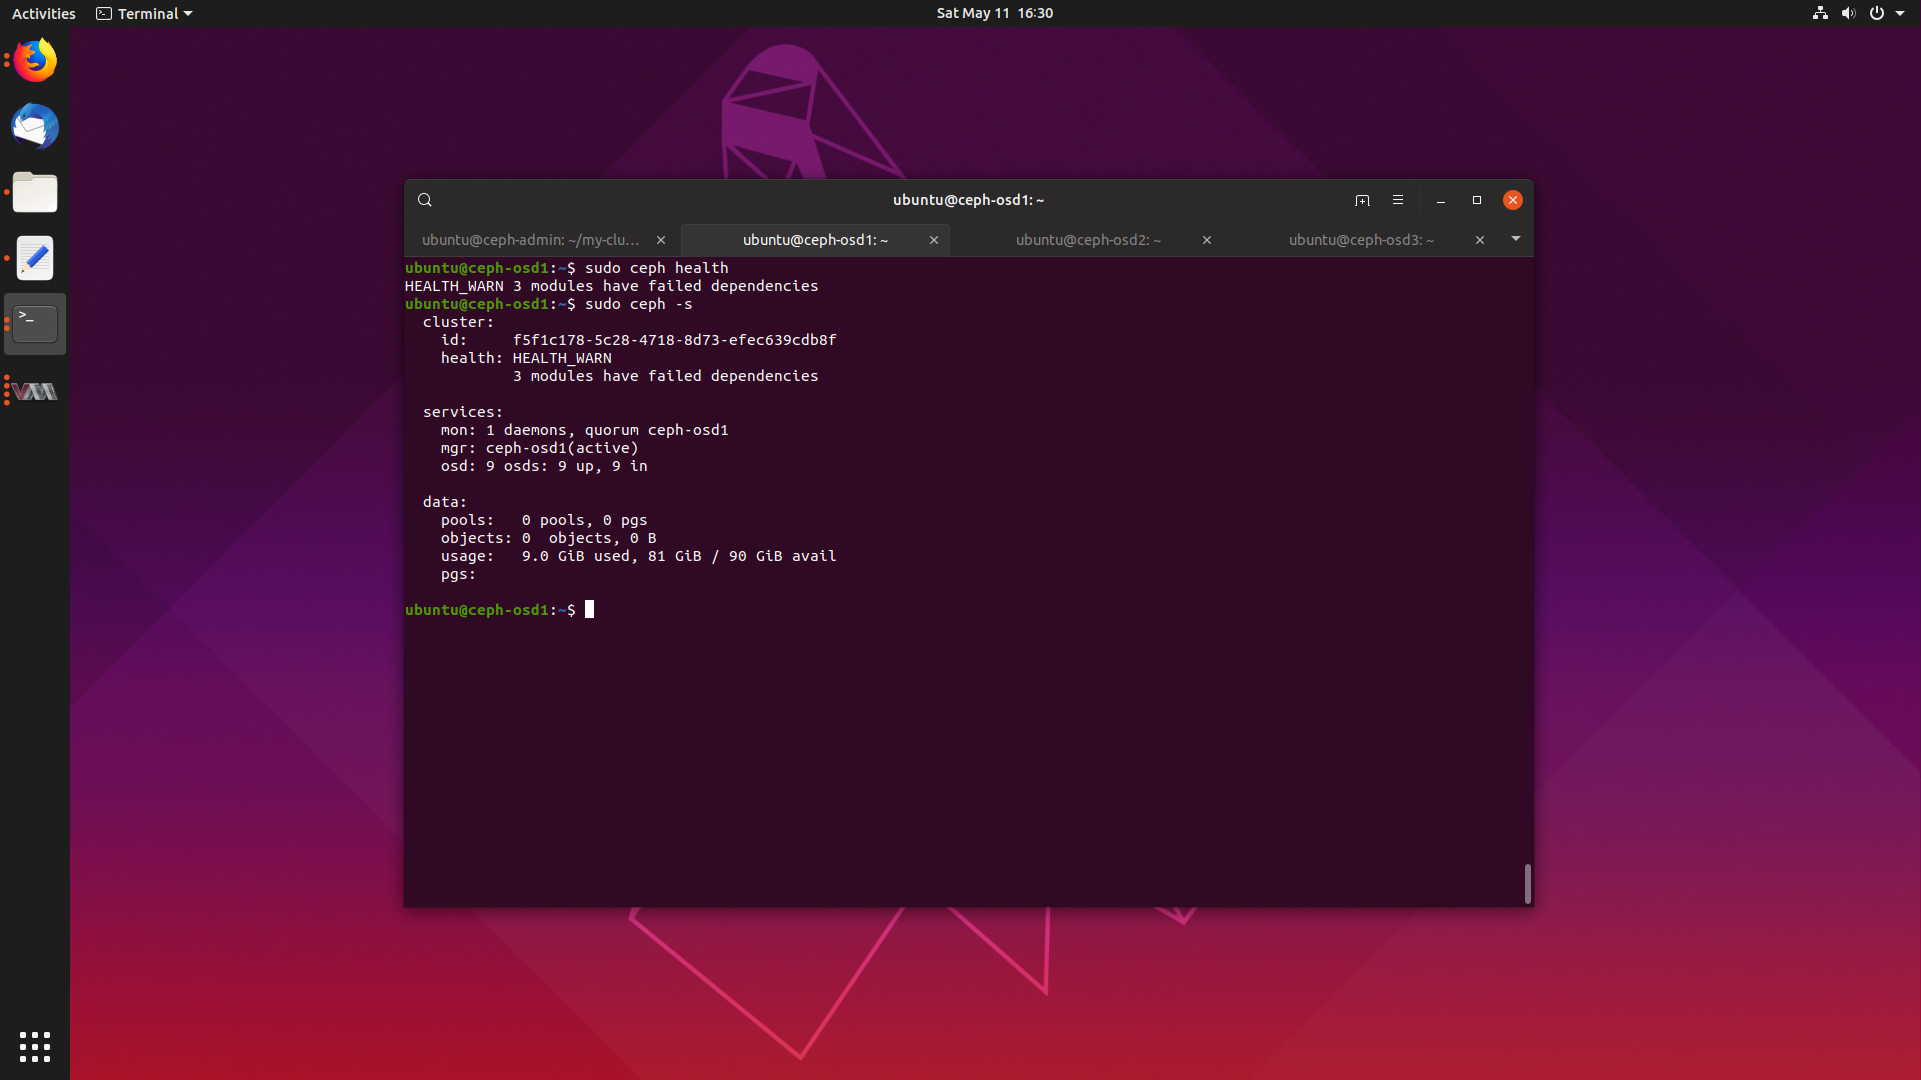 Activities Terminal Sat May 11 16:30
ubuntu@ceph-osd1: ~
ubuntu@ceph-admin: ~/my-clu... ubuntu@ceph-osd1: ~ ubuntu@ceph-osd2: ~ ubuntu@ceph-osd3: ~
ubuntu@ceph-osd1:~$ sudo ceph health
HEALTH_WARN 3 modules have failed dependencies
ubuntu@ceph-osd1:~$ sudo ceph -s
  cluster:
    id:     f5f1c178-5c28-4718-8d73-efec639cdb8f
    health: HEALTH_WARN
            3 modules have failed dependencies
  services:
    mon: 1 daemons, quorum ceph-osd1
    mgr: ceph-osd1(active)
    osd: 9 osds: 9 up, 9 in
  data:
    pools:   0 pools, 0 pgs
    objects: 0  objects, 0 B
    usage:   9.0 GiB used, 81 GiB / 90 GiB avail
    pgs:
ubuntu@ceph-osd1:~$